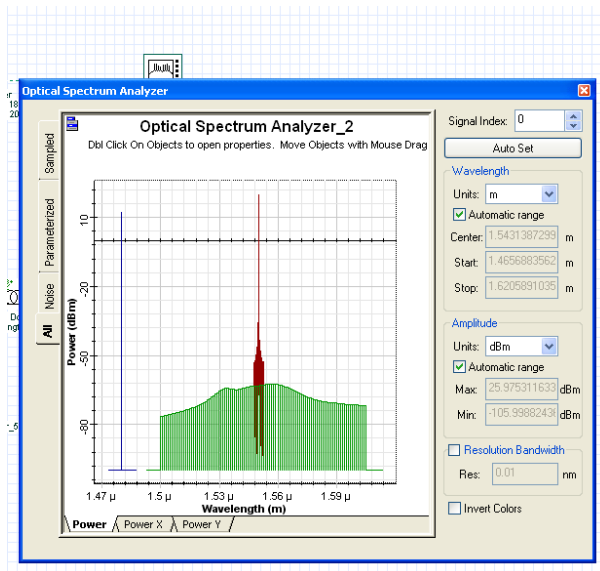 Optical Spectrum Analyzer
Optical Spectrum Analyzer_2
Dbl Click On Objects to open properties. Move Objects with Mouse Drag
Sampled
Parameterized
Noise
All
Power (dBm)
10
-20
-50
-80
1.47 µ
1.5 µ
1.53 µ
1.56 µ
1.59 µ
Wavelength (m)
Power
Power X
Power Y
Signal Index:
0
Auto Set
Wavelength
Units:
m
Automatic range
Center:
1.5431387299
m
Start:
1.4656883562
m
Stop:
1.6205891035
m
Amplitude
Units:
dBm
Automatic range
Max:
25.975311633
dBm
Min:
-105.9988243
dBm
Resolution Bandwidth
Res:
0.01
nm
Invert Colors